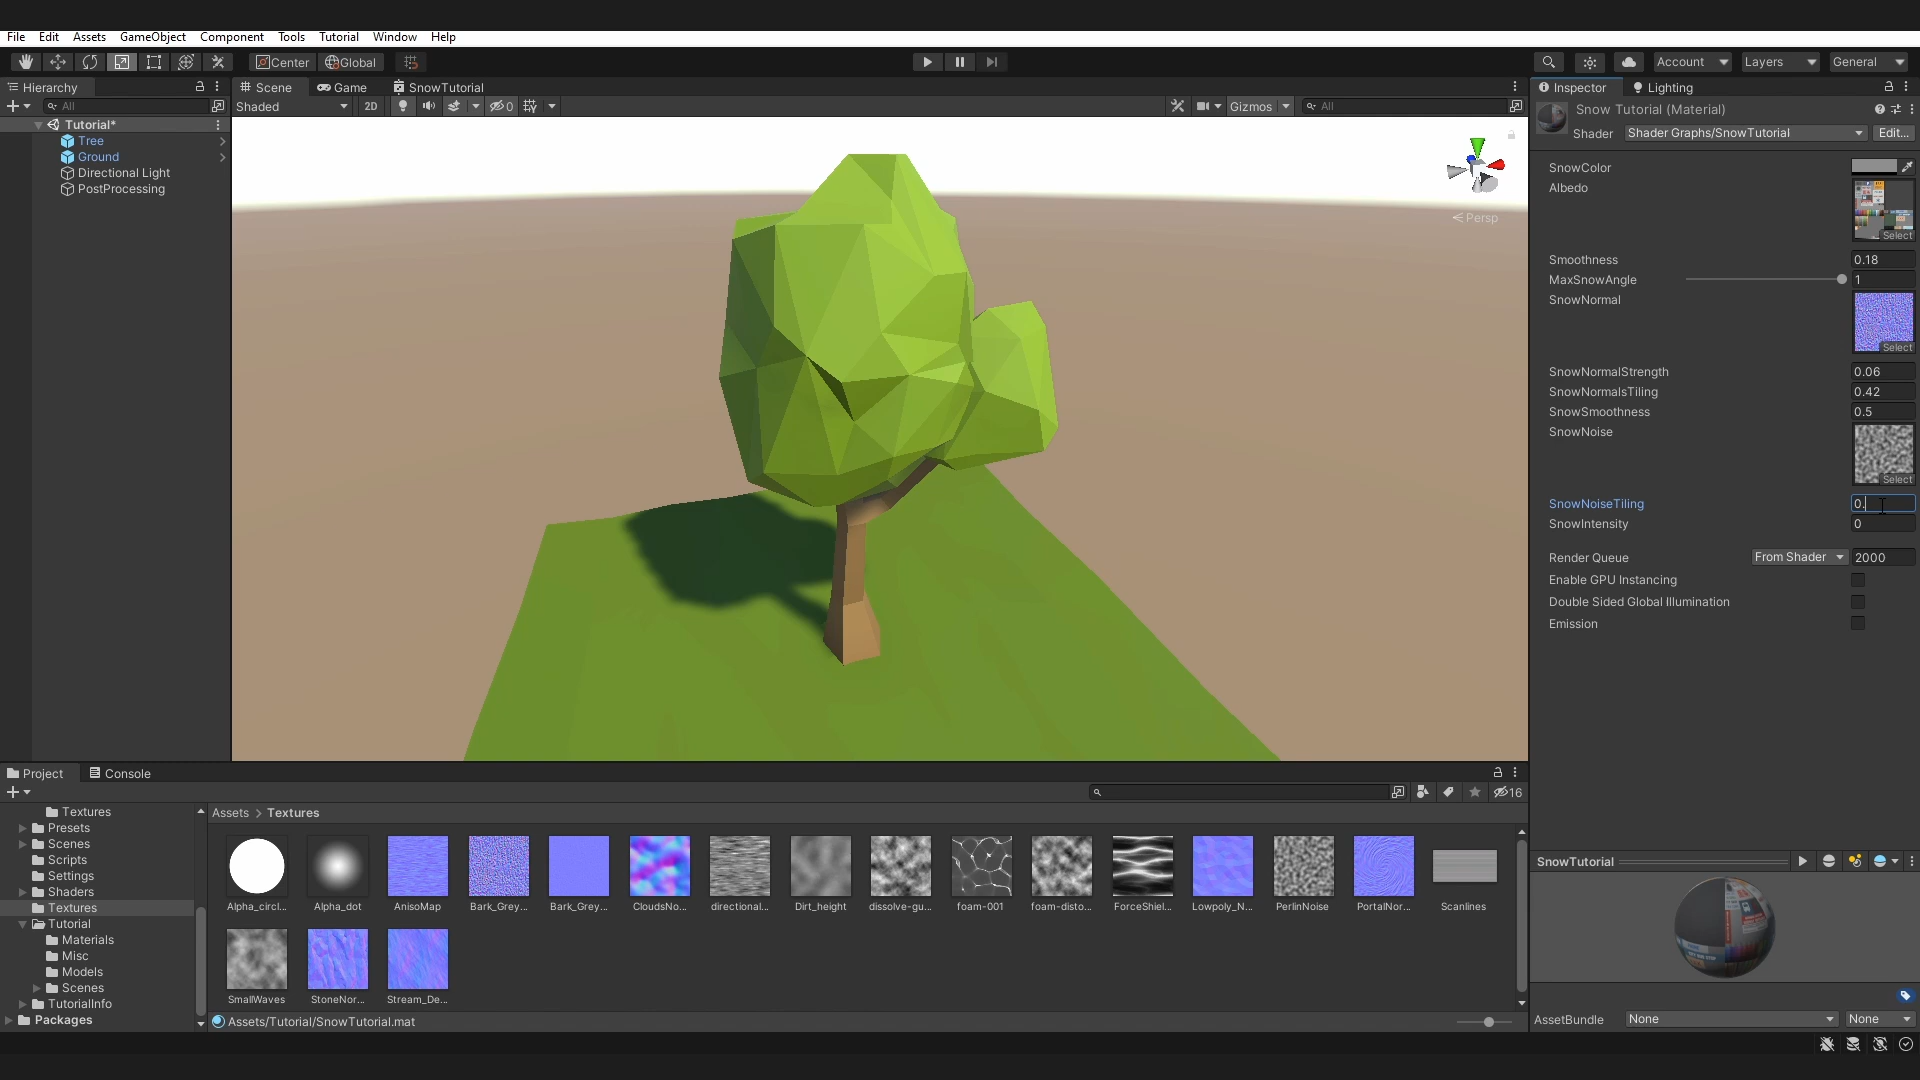 File Edit Assets GameObject Component Tools Tutorial Window Help
Center Global Account Layers General
Hierarchy Scene Game SnowTutorial Inspector Lighting
All Shaded 2D 0 Gizmos All
Tutorial*
Tree
Ground
Directional Light
PostProcessing
Persp
Snow Tutorial (Material)
Shader Shader Graphs/SnowTutorial Edit...
SnowColor
Albedo
Select
Smoothness 0.18
MaxSnowAngle 1
SnowNormal
Select
SnowNormalStrength 0.06
SnowNormalsTiling 0.42
SnowSmoothness 0.5
SnowNoise
Select
SnowNoiseTiling 0.
SnowIntensity 0
Render Queue From Shader 2000
Enable GPU Instancing
Double Sided Global Illumination
Emission
Project Console
16
Textures
Presets
Scenes
Scripts
Settings
Shaders
Textures
Tutorial
Materials
Misc
Models
Scenes
TutorialInfo
Packages
Assets > Textures
Alpha_circl... Alpha_dot AnisoMap Bark_Grey... Bark_Grey... CloudsNo... directional... Dirt_height dissolve-gu... foam-001 foam-disto... ForceShiel... Lowpoly_N... PerlinNoise PortalNor... Scanlines
SmallWaves StoneNor... Stream_De...
Assets/Tutorial/SnowTutorial.mat
SnowTutorial
AssetBundle None None